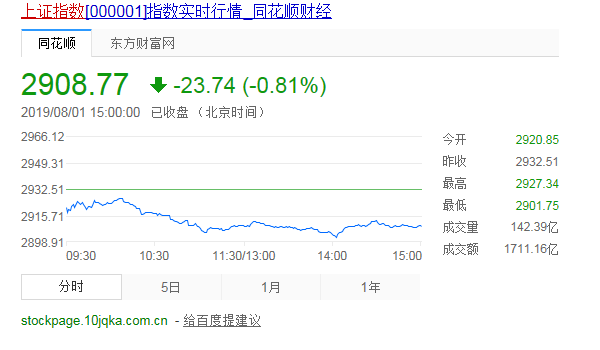 上证指数[000001]指数实时行情_同花顺财经
同花顺 东方财富网
2908.77 -23.74 (-0.81%)
2019/08/01 15:00:00 已收盘 （北京时间）
2966.12
2949.31
2932.51
2915.71
2898.91
09:30 10:30 11:30/13:00 14:00 15:00
今开 2920.85
昨收 2932.51
最高 2927.34
最低 2901.75
成交量 142.39亿
成交额 1711.16亿
分时 5日 1月 1年
stockpage.10jqka.com.cn - 给百度提建议